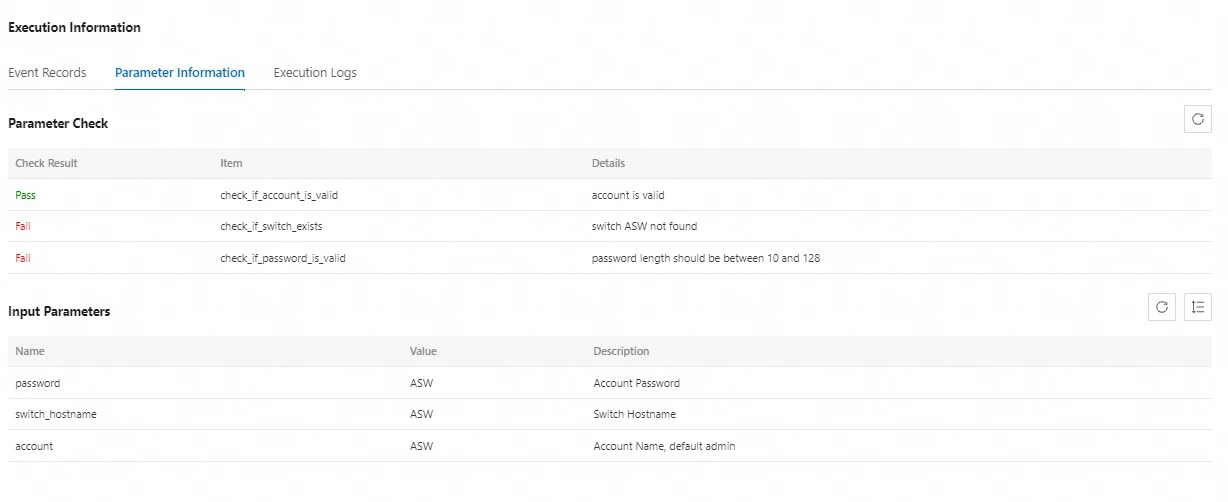 Execution Information
Event Records Parameter Information Execution Logs
Parameter Check
Check Result Item Details
Pass check_if_account_is_valid account is valid
Fail check_if_switch_exists switch ASW not found
Fail check_if_password_is_valid password length should be between 10 and 128
Input Parameters
Name Value Description
password ASW Account Password
switch_hostname ASW Switch Hostname
account ASW Account Name, default admin